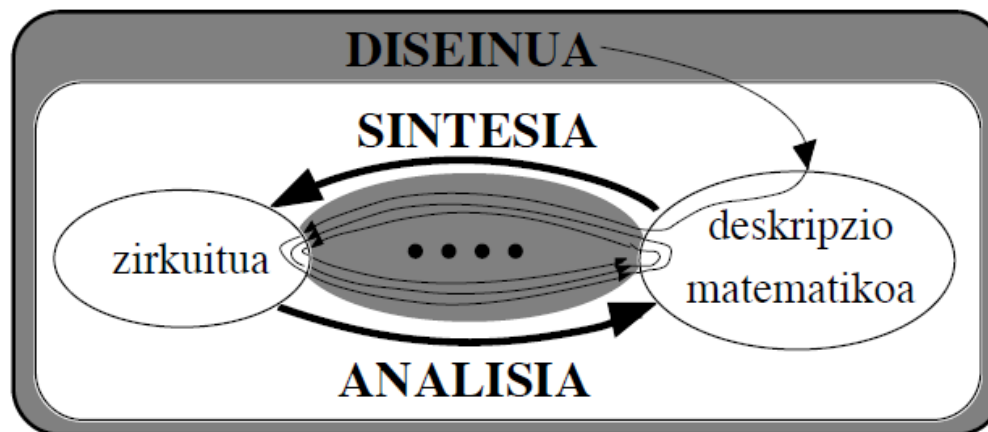 DISEINUA
SINTESIA
zirkuitua
deskripzio
matematikoa
ANALISIA